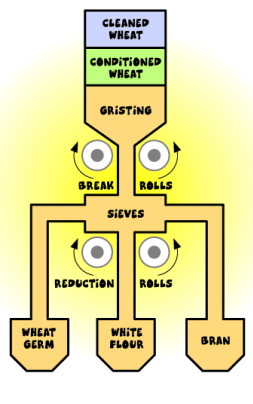 CLEANED
WHEAT
CONDITIONED
WHEAT
GRISTING
BREAK ROLLS
SIEVES
REDUCTION ROLLS
WHEAT
GERM
WHITE
FLOUR
BRAN